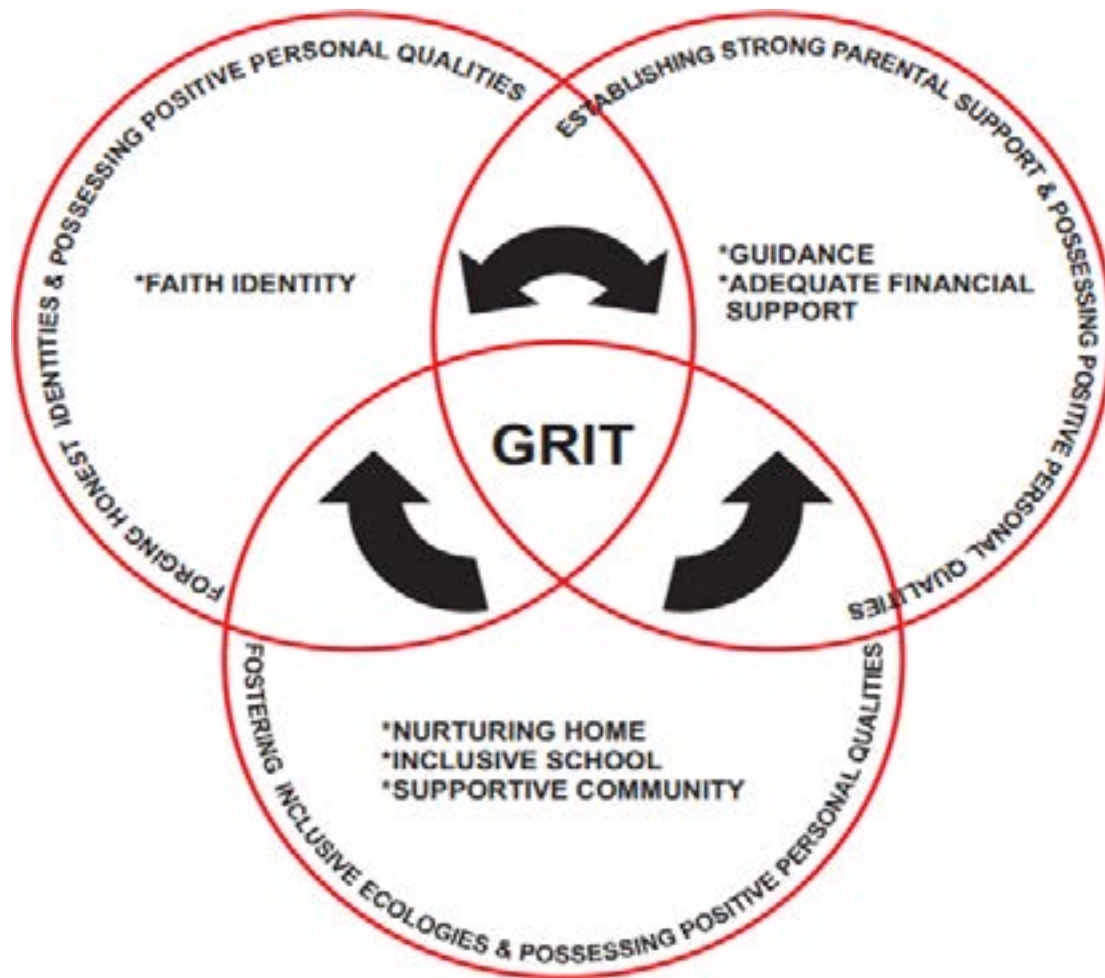 FORGING HONEST IDENTITIES & POSSESSING POSITIVE PERSONAL QUALITIES
ESTABLISHING STRONG PARENTAL SUPPORT & POSSESSING POSITIVE PERSONAL QUALITIES
*FAITH IDENTITY
*GUIDANCE
*ADEQUATE FINANCIAL
SUPPORT
GRIT
*NURTURING HOME
*INCLUSIVE SCHOOL
*SUPPORTIVE COMMUNITY
FOSTERING INCLUSIVE ECOLOGIES & POSSESSING POSITIVE PERSONAL QUALITIES